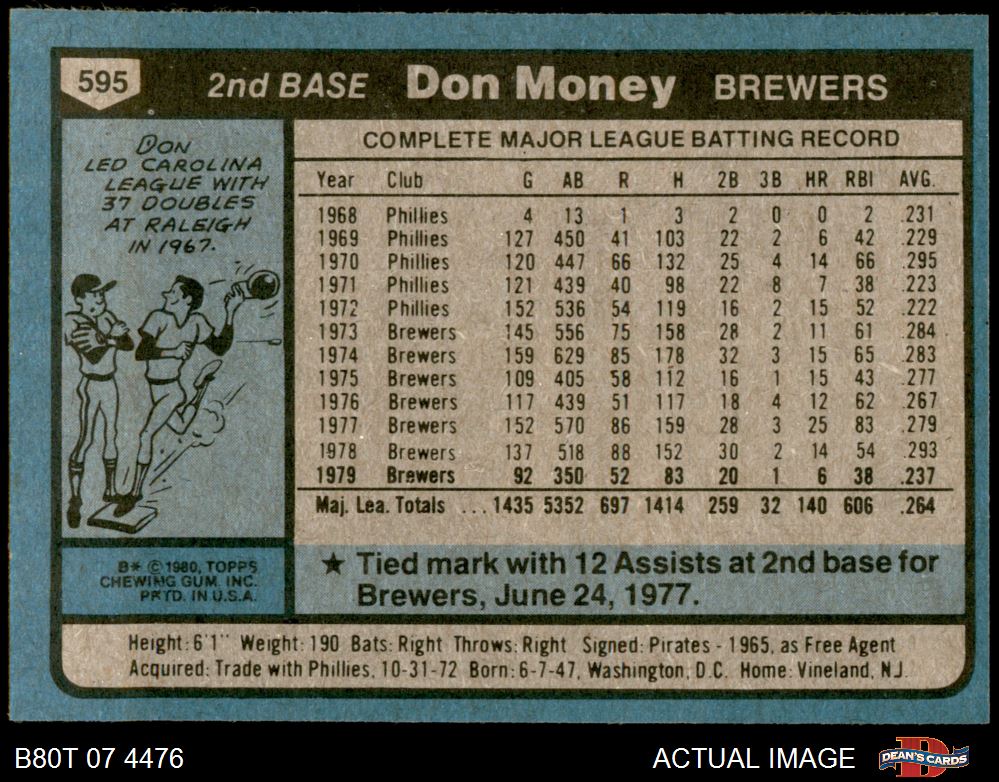 595 2nd BASE Don Money BREWERS
DON
LED CAROLINA
LEAGUE WITH
37 DOUBLES
AT RALEIGH
IN 1967.
B* © 1980, TOPPS
CHEWING GUM, INC.
PRTD. IN U.S.A.
COMPLETE MAJOR LEAGUE BATTING RECORD
Year Club G AB R H 2B 3B HR RBI AVG.
1968 Phillies 4 13 1 3 2 0 0 2 .231
1969 Phillies 127 450 41 103 22 2 6 42 .229
1970 Phillies 120 447 66 132 25 4 14 66 .295
1971 Phillies 121 439 40 98 22 8 7 38 .223
1972 Phillies 152 536 54 119 16 2 15 52 .222
1973 Brewers 145 556 75 158 28 2 11 61 .284
1974 Brewers 159 629 85 178 32 3 15 65 .283
1975 Brewers 109 405 58 112 16 1 15 43 .277
1976 Brewers 117 439 51 117 18 4 12 62 .267
1977 Brewers 152 570 86 159 28 3 25 83 .279
1978 Brewers 137 518 88 152 30 2 14 54 .293
1979 Brewers 92 350 52 83 20 1 6 38 .237
Maj. Lea. Totals ...1435 5352 697 1414 259 32 140 606 .264
★ Tied mark with 12 Assists at 2nd base for
Brewers, June 24, 1977.
Height: 6'1" Weight: 190 Bats: Right Throws: Right Signed: Pirates - 1965, as Free Agent
Acquired: Trade with Phillies, 10-31-72 Born: 6-7-47, Washington, D.C. Home: Vineland, N.J.
B80T 07 4476 ACTUAL IMAGE DEAN'S CARDS